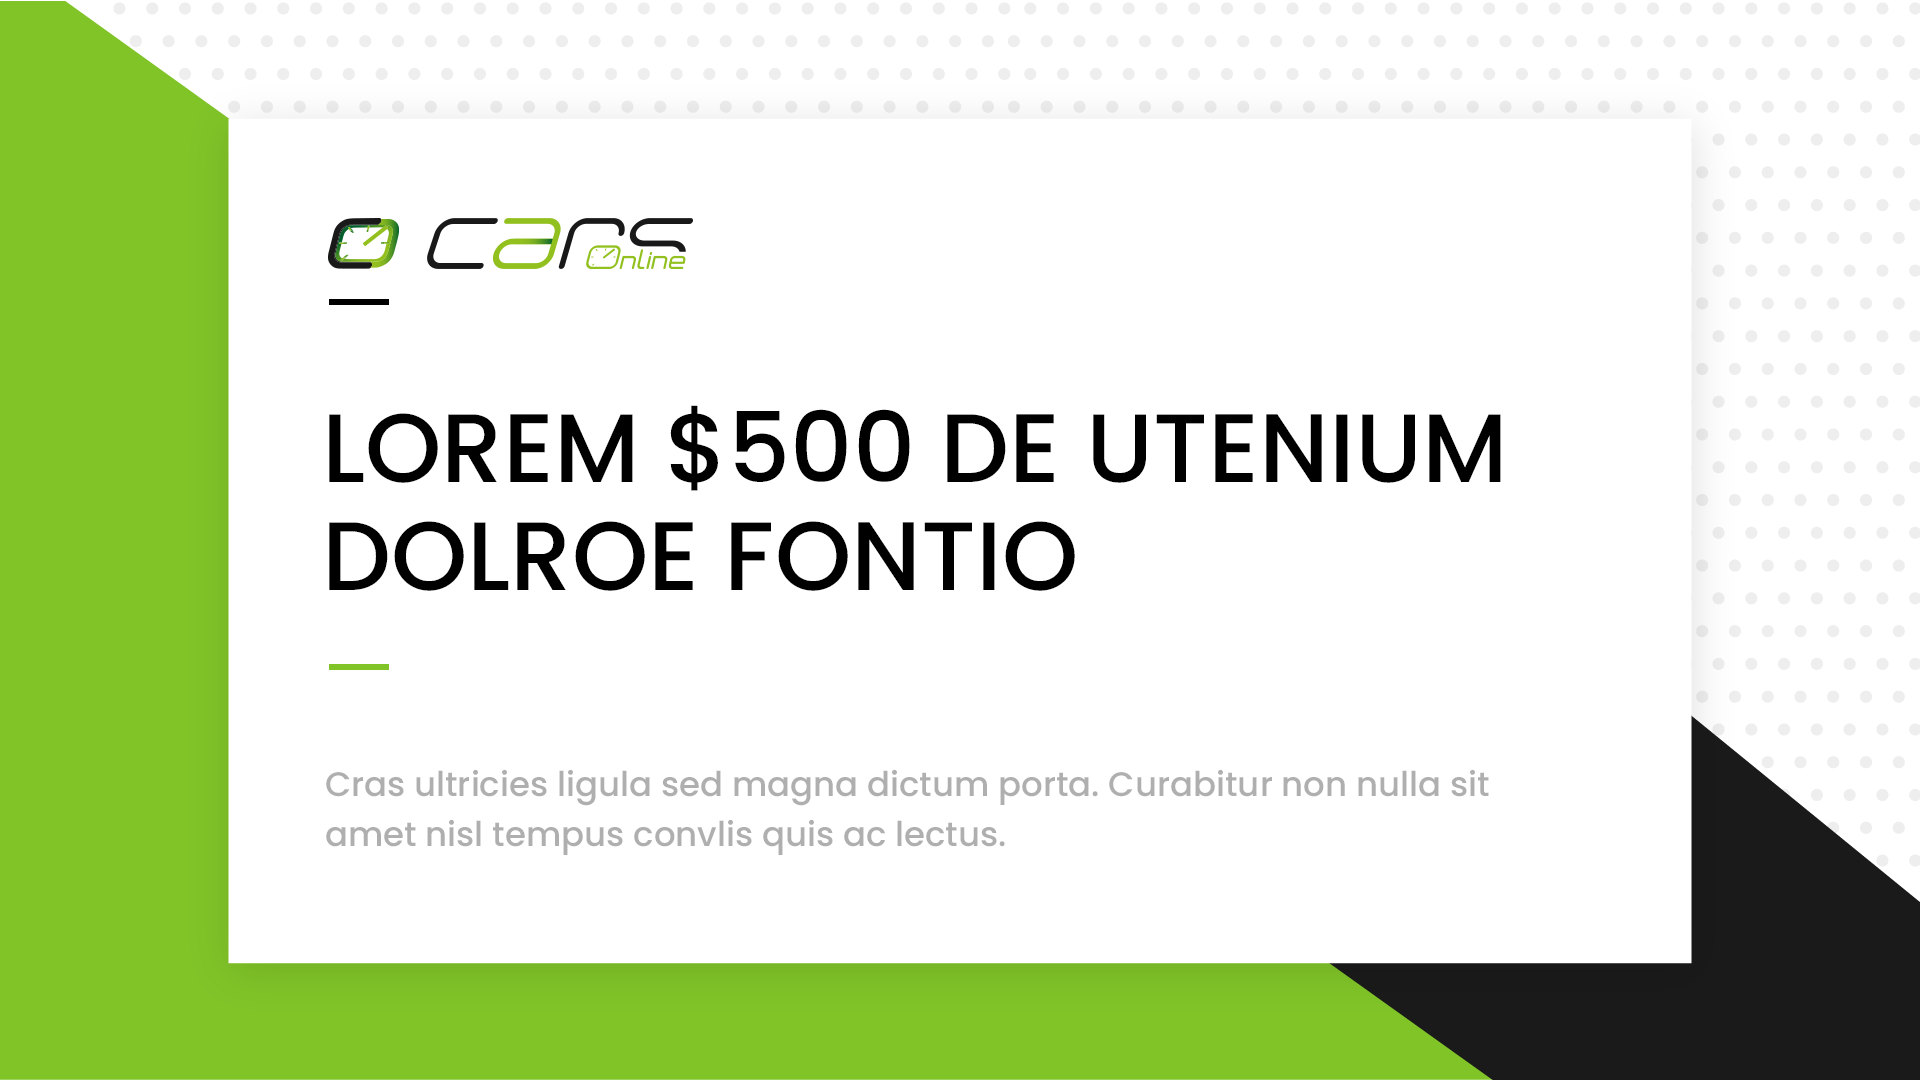 cars
Online
LOREM $500 DE UTENIUM
DOLROE FONTIO
Cras ultricies ligula sed magna dictum porta. Curabitur non nulla sit
amet nisl tempus convlis quis ac lectus.